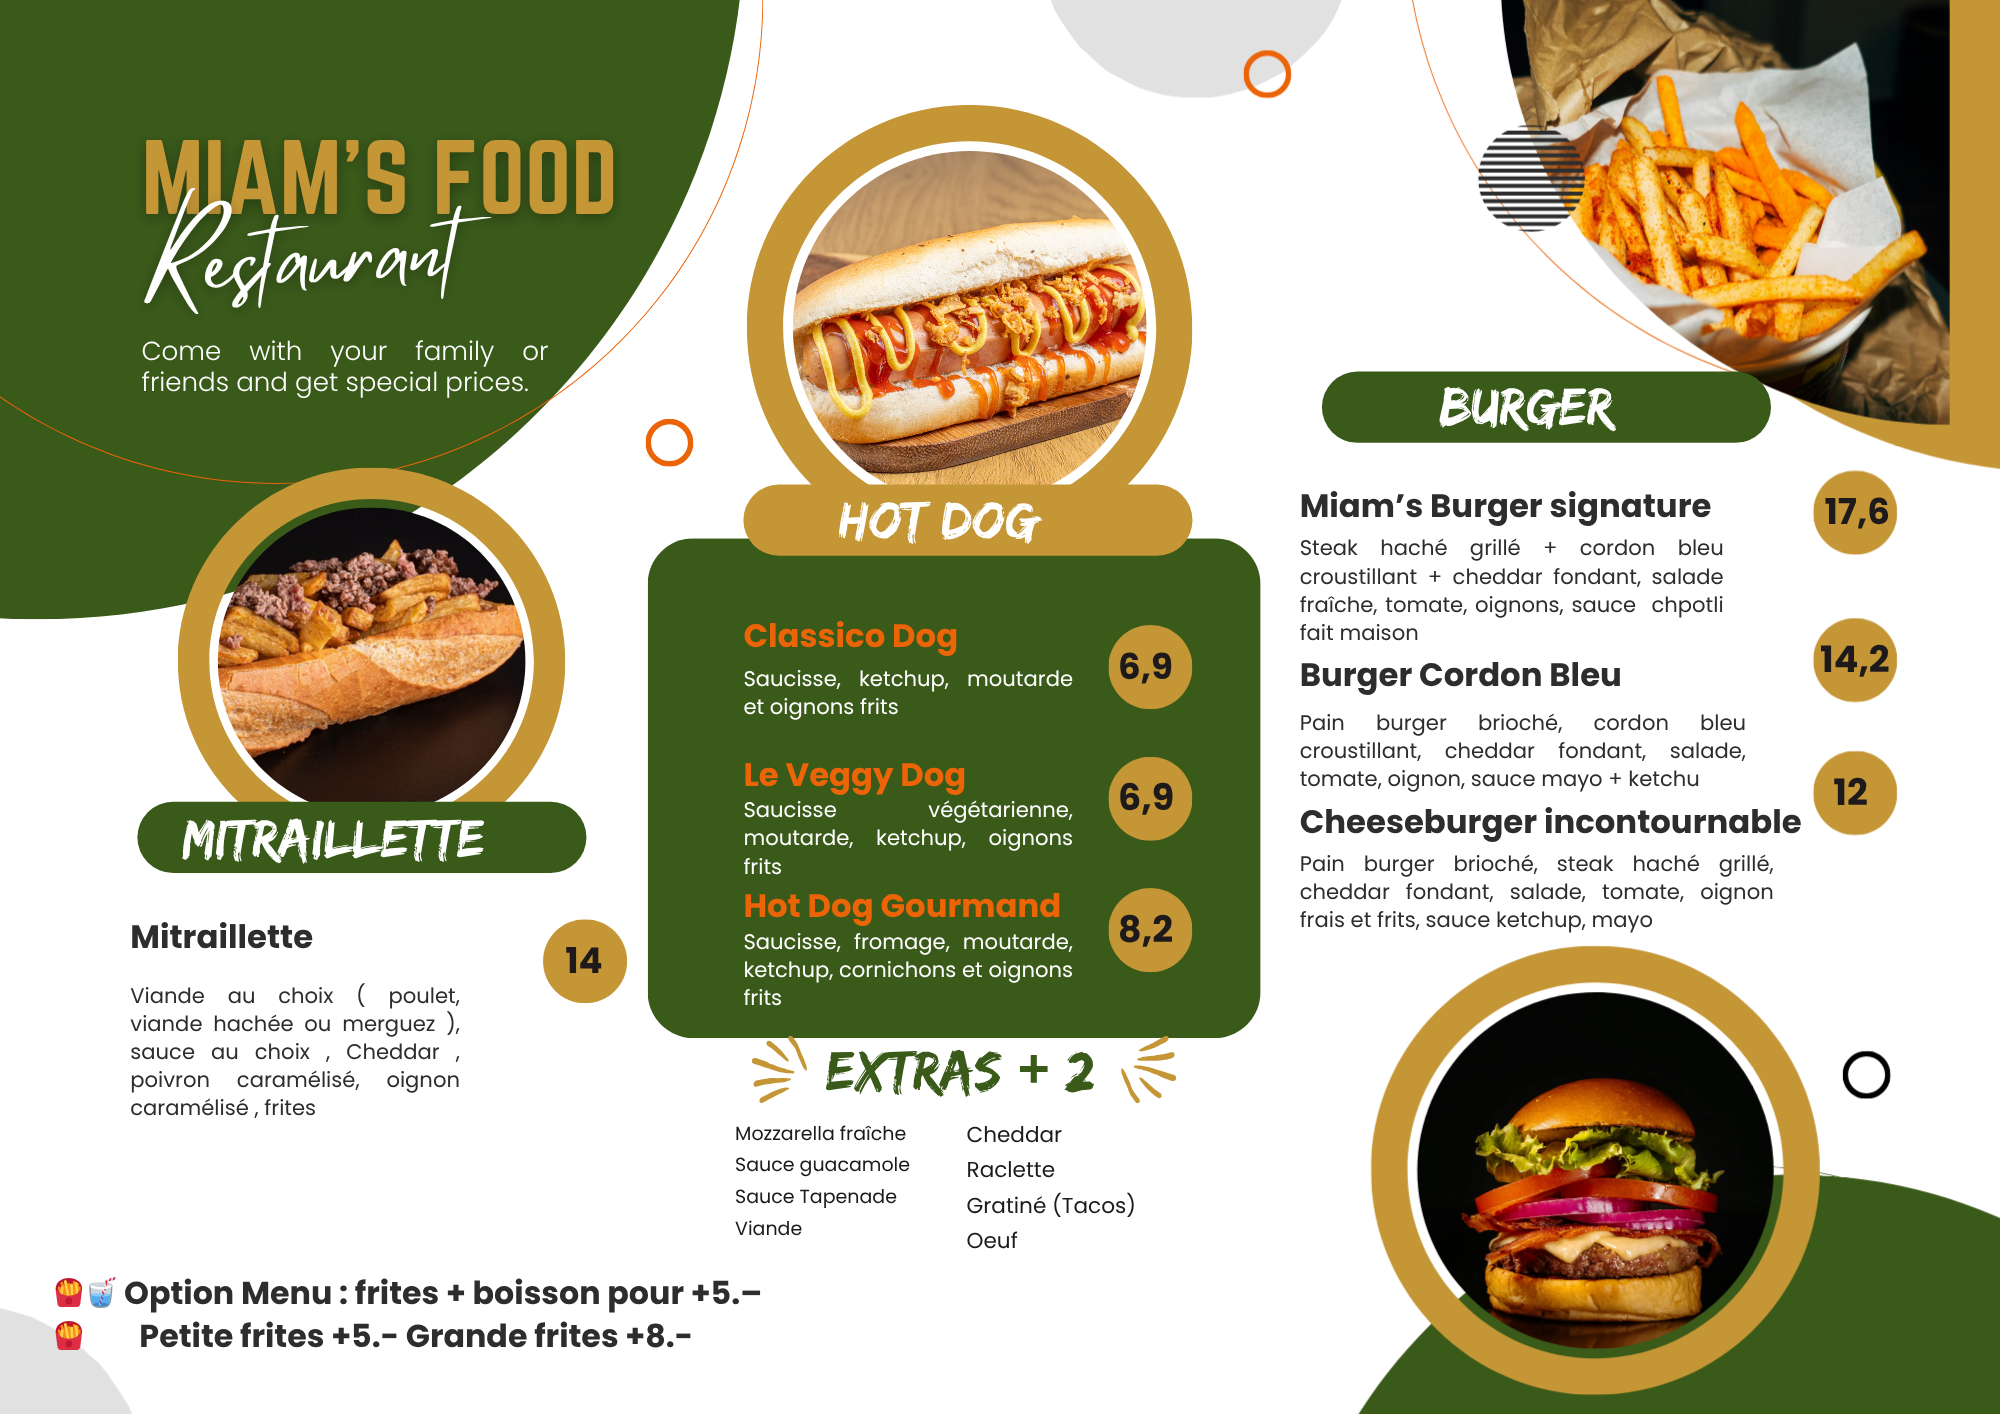 MIAM'S FOOD
Restaurant
Come with your family or
friends and get special prices.
MITRAILLETTE
Mitraillette
14
Viande au choix ( poulet,
viande hachée ou merguez ),
sauce au choix , Cheddar ,
poivron caramélisé, oignon
caramélisé , frites
HOT DOG
Classico Dog
6,9
Saucisse, ketchup, moutarde
et oignons frits
Le Veggy Dog
6,9
Saucisse végétarienne,
moutarde, ketchup, oignons
frits
Hot Dog Gourmand
8,2
Saucisse, fromage, moutarde,
ketchup, cornichons et oignons
frits
EXTRAS + 2
Mozzarella fraîche
Sauce guacamole
Sauce Tapenade
Viande
Cheddar
Raclette
Gratiné (Tacos)
Oeuf
BURGER
Miam's Burger signature
17,6
Steak haché grillé + cordon bleu
croustillant + cheddar fondant, salade
fraîche, tomate, oignons, sauce chpotli
fait maison
Burger Cordon Bleu
14,2
Pain burger brioché, cordon bleu
croustillant, cheddar fondant, salade,
tomate, oignon, sauce mayo + ketchu
Cheeseburger incontournable
12
Pain burger brioché, steak haché grillé,
cheddar fondant, salade, tomate, oignon
frais et frits, sauce ketchup, mayo
🍟🥤 Option Menu : frites + boisson pour +5.–
🍟 Petite frites +5.- Grande frites +8.-